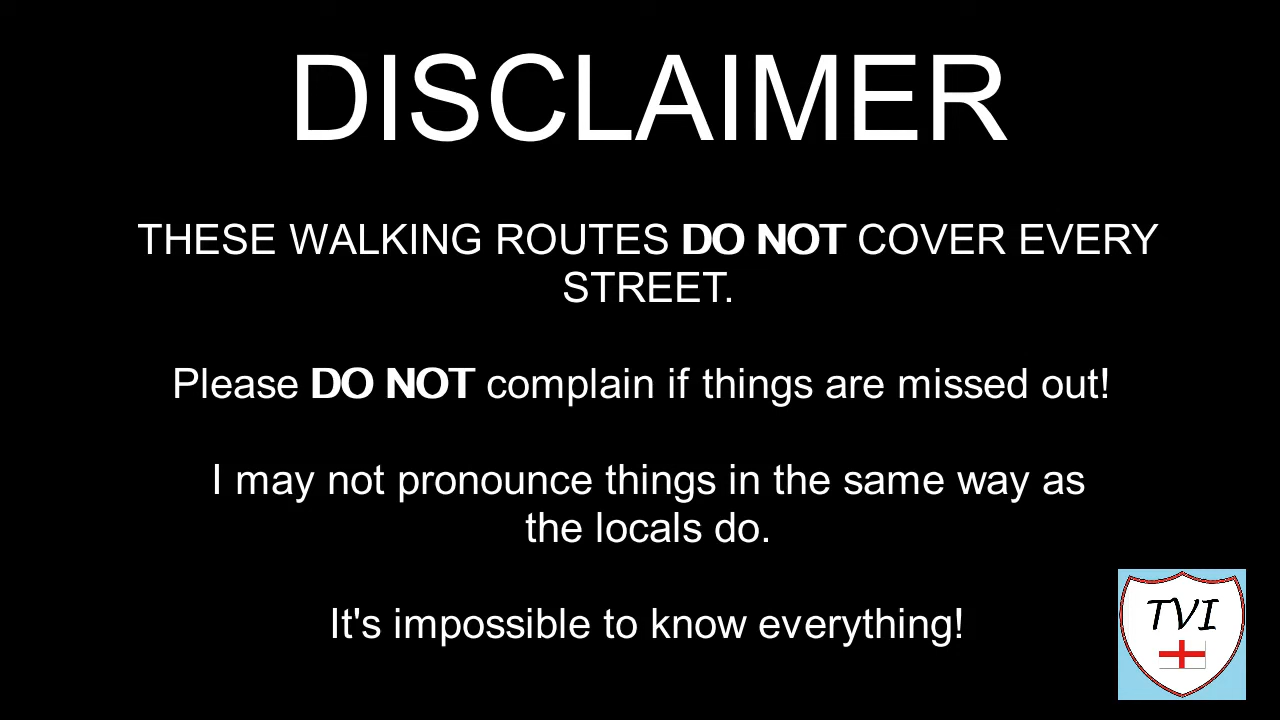 DISCLAIMER
THESE WALKING ROUTES DO NOT COVER EVERY
STREET.
Please DO NOT complain if things are missed out!
I may not pronounce things in the same way as
the locals do.
It's impossible to know everything!
TVI